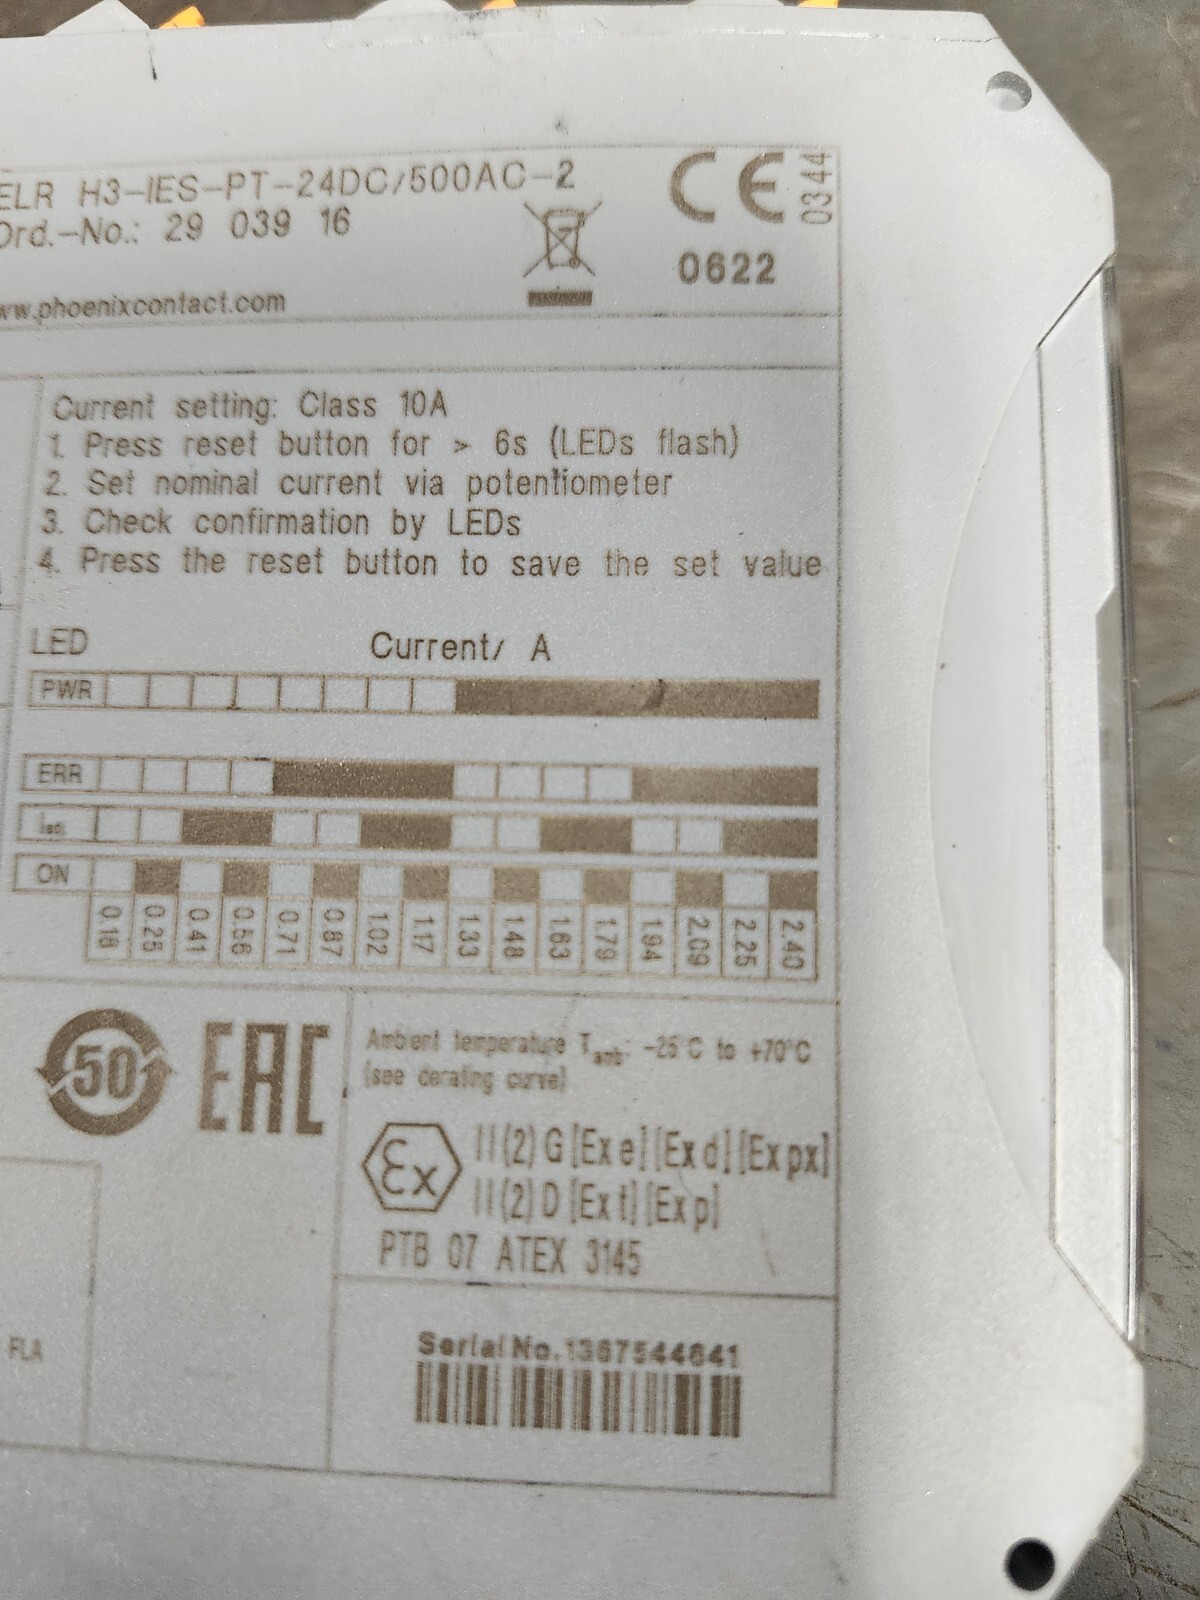 ELR H3-IES-PT-24DC/500AC-2
Ord.-No.: 29 039 16
www.phoenixcontact.com
CE 0344
0622
Current setting: Class 10A
1. Press reset button for > 6s (LEDs flash)
2. Set nominal current via potentiometer
3. Check confirmation by LEDs
4. Press the reset button to save the set value
LED Current/ A
PWR
ERR
ON
0.18 0.25 0.41 0.56 0.71 0.87 1.02 1.17 1.33 1.48 1.63 1.79 1.94 2.09 2.25 2.40
50
EAC
Ambient temperature Tamb: -25°C to +70°C
(see derating curve)
Ex
II(2) G [Ex e] [Ex d] [Ex px]
II(2) D [Ex t] [Ex p]
PTB 07 ATEX 3145
FLA
Serial No. 1367544641